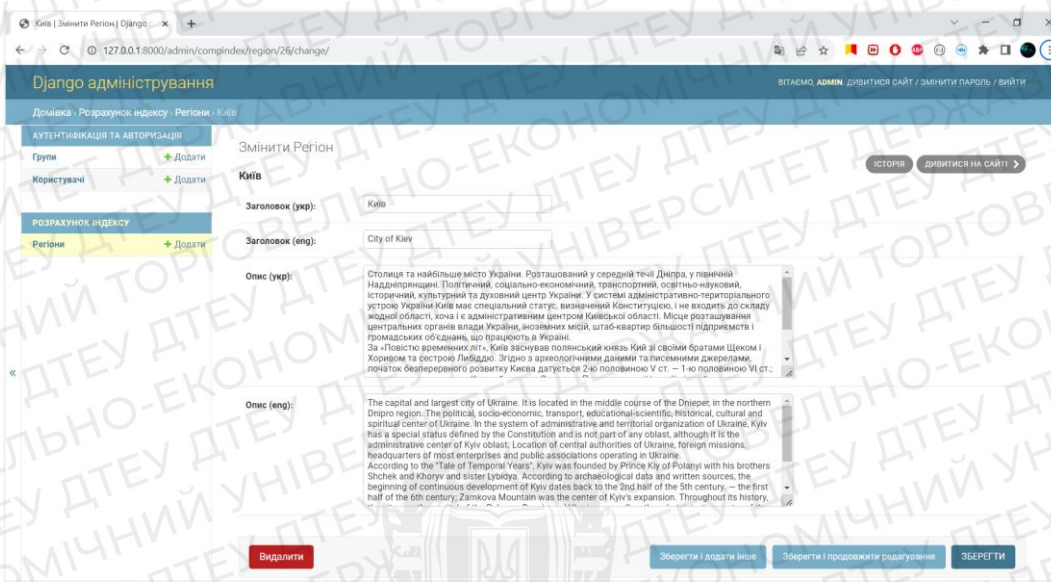 Київ | Змінити Регіон | Django
127.0.0.1:8000/admin/compindex/region/26/change/
Django адміністрування
ВІТАЄМО, ADMIN. ДИВИТИСЯ САЙТ / ЗМІНИТИ ПАРОЛЬ / ВИЙТИ
Домівка › Розрахунок індексу › Регіони › Київ
АУТЕНТИФІКАЦІЯ ТА АВТОРИЗАЦІЯ
Групи + Додати
Користувачі + Додати
РОЗРАХУНОК ІНДЕКСУ
Регіони + Додати
Змінити Регіон
ІСТОРІЯ ДИВИТИСЯ НА САЙТІ
Київ
Заголовок (укр): Київ
Заголовок (eng): City of Kiev
Опис (укр):
Столиця та найбільше місто України. Розташований у середній течії Дніпра, у північній
Наддніпрянщині. Політичний, соціально-економічний, транспортний, освітньо-науковий,
історичний, культурний та духовний центр України. У системі адміністративно-територіального
устрою України Київ має спеціальний статус, визначений Конституцією, і не входить до складу
жодної області, хоча і є адміністративним центром Київської області. Місце розташування
центральних органів влади України, іноземних місій, штаб-квартир більшості підприємств і
громадських об'єднань, що працюють в Україні.
За «Повістю временних літ», Київ заснував полянський князь Кий зі своїми братами Щеком і
Хоривом та сестрою Либіддю. Згідно з археологічними даними та писемними джерелами,
початок безперервного розвитку Києва датується 2-ю половиною V ст. — 1-ю половиною VI ст.;
Опис (eng):
The capital and largest city of Ukraine. It is located in the middle course of the Dnieper, in the northern
Dnipro region. The political, socio-economic, transport, educational-scientific, historical, cultural and
spiritual center of Ukraine. In the system of administrative and territorial organization of Ukraine, Kyiv
has a special status defined by the Constitution and is not part of any oblast, although it is the
administrative center of Kyiv oblast. Location of central authorities of Ukraine, foreign missions,
headquarters of most enterprises and public associations operating in Ukraine.
According to the "Tale of Temporal Years", Kyiv was founded by Prince Kiy of Polanyi with his brothers
Shchek and Khoryv and sister Lybidya. According to archaeological data and written sources, the
beginning of continuous development of Kyiv dates back to the 2nd half of the 5th century. — the first
half of the 6th century; Zamkova Mountain was the center of Kyiv's expansion. Throughout its history,
Видалити
Зберегти і додати інше
Зберегти і продовжити редагування
ЗБЕРЕГТИ